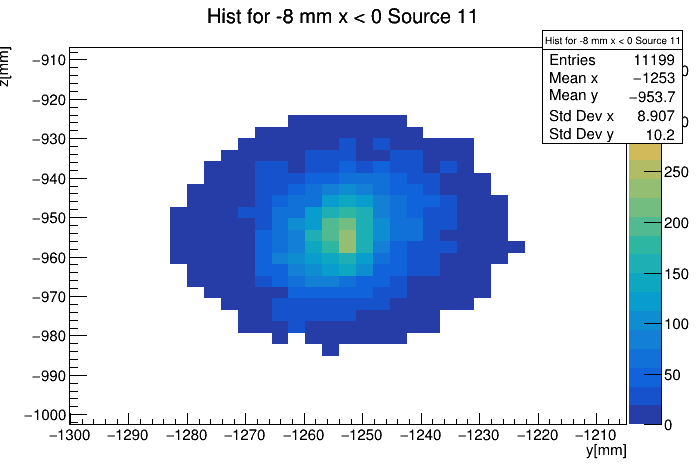 Hist for -8 mm x < 0 Source 11
Hist for -8 mm x < 0 Source 11
Entries 11199
Mean x −1253
Mean y −953.7
Std Dev x 8.907
Std Dev y 10.2
z[mm]
−910
−920
−930
−940
−950
−960
−970
−980
−990
−1000
250
200
150
100
50
0
−1300 −1290 −1280 −1270 −1260 −1250 −1240 −1230 −1220 −1210
y[mm]